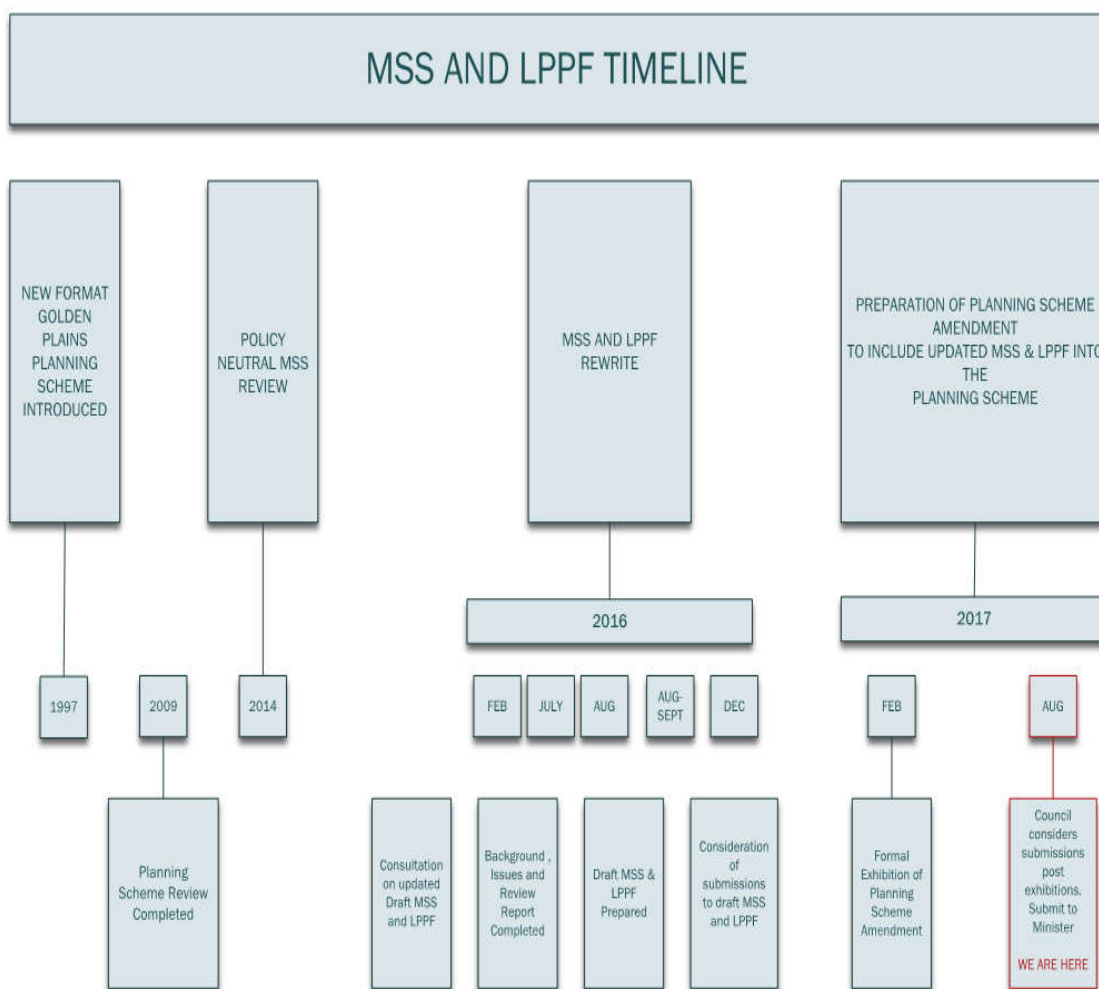 MSS AND LPPF TIMELINE
NEW FORMAT
GOLDEN
PLAINS
PLANNING
SCHEME
INTRODUCED
POLICY
NEUTRAL MSS
REVIEW
MSS AND LPPF
REWRITE
PREPARATION OF PLANNING SCHEME
AMENDMENT
TO INCLUDE UPDATED MSS & LPPF INTO
THE
PLANNING SCHEME
2016
2017
1997
2009
2014
FEB
JULY
AUG
AUG-
SEPT
DEC
FEB
AUG
Planning
Scheme Review
Completed
Consultation
on updated
Draft MSS
and LPPF
Background ,
Issues and
Review
Report
Completed
Draft MSS &
LPPF
Prepared
Consideration
of
submissions
to draft MSS
and LPPF
Formal
Exhibition of
Planning
Scheme
Amendment
Council
considers
submissions
post
exhibitions.
Submit to
Minister
WE ARE HERE